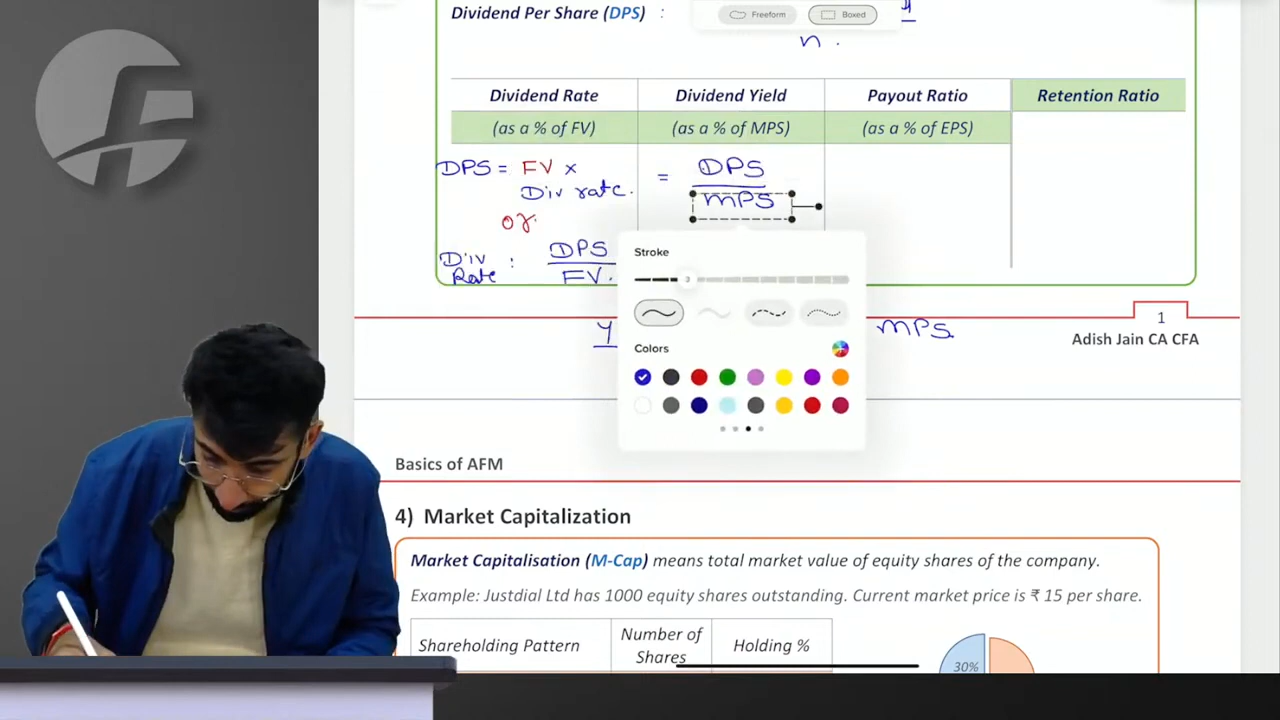 Dividend Per Share (DPS) :
Freeform Boxed
n .
Dividend Rate Dividend Yield Payout Ratio Retention Ratio
(as a % of FV) (as a % of MPS) (as a % of EPS)
DPS = FV x
Div rate.
or
Div Rate : DPS
FV.
= DPS
MPS
Stroke
3
Y MPS.
1
Adish Jain CA CFA
Colors
Basics of AFM
4) Market Capitalization
Market Capitalisation (M-Cap) means total market value of equity shares of the company.
Example: Justdial Ltd has 1000 equity shares outstanding. Current market price is ₹ 15 per share.
Shareholding Pattern Number of Shares Holding %
30%